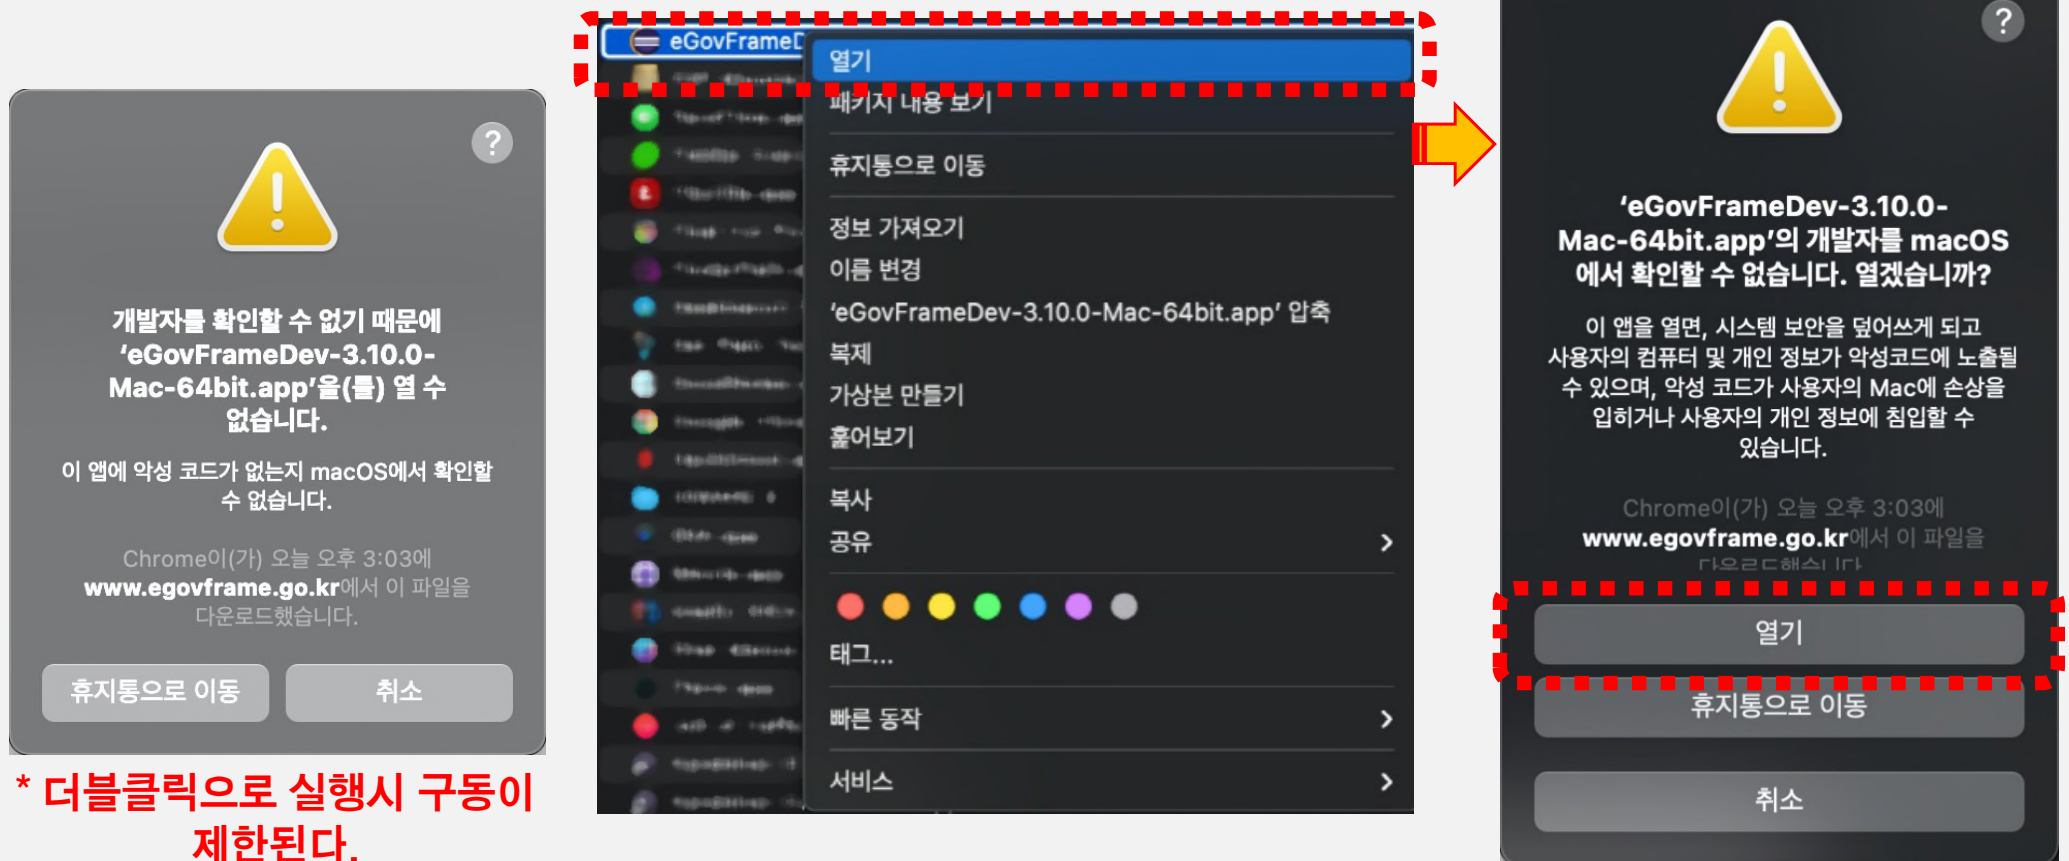 ?
개발자를 확인할 수 없기 때문에
‘eGovFrameDev-3.10.0-
Mac-64bit.app’을(를) 열 수
없습니다.
이 앱에 악성 코드가 없는지 macOS에서 확인할
수 없습니다.
Chrome이(가) 오늘 오후 3:03에
www.egovframe.go.kr에서 이 파일을
다운로드했습니다.
휴지통으로 이동
취소
* 더블클릭으로 실행시 구동이
제한된다.
eGovFrameD
열기
패키지 내용 보기
휴지통으로 이동
정보 가져오기
이름 변경
‘eGovFrameDev-3.10.0-Mac-64bit.app’ 압축
복제
가상본 만들기
훑어보기
복사
공유
태그...
빠른 동작
서비스
?
‘eGovFrameDev-3.10.0-
Mac-64bit.app’의 개발자를 macOS
에서 확인할 수 없습니다. 열겠습니까?
이 앱을 열면, 시스템 보안을 덮어쓰게 되고
사용자의 컴퓨터 및 개인 정보가 악성코드에 노출될
수 있으며, 악성 코드가 사용자의 Mac에 손상을
입히거나 사용자의 개인 정보에 침입할 수
있습니다.
Chrome이(가) 오늘 오후 3:03에
www.egovframe.go.kr에서 이 파일을
다운로드했습니다
열기
휴지통으로 이동
취소